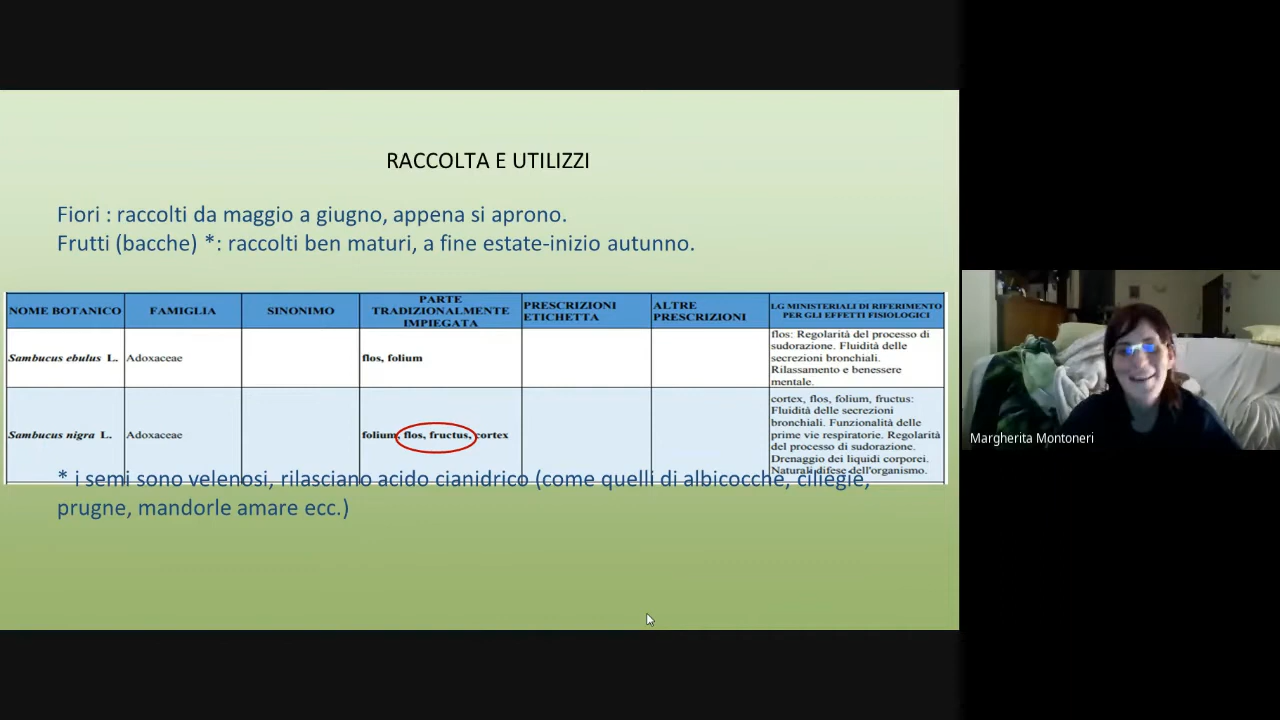 RACCOLTA E UTILIZZI
Fiori : raccolti da maggio a giugno, appena si aprono.
Frutti (bacche) *: raccolti ben maturi, a fine estate-inizio autunno.
NOME BOTANICO
FAMIGLIA
SINONIMO
PARTE
TRADIZIONALMENTE
IMPIEGATA
PRESCRIZIONI
ETICHETTA
ALTRE
PRESCRIZIONI
LG MINISTERIALI DI RIFERIMENTO
PER GLI EFFETTI FISIOLOGICI
Sambucus ebulus L.
Adoxaceae
flos, folium
flos: Regolarità del processo di
sudorazione. Fluidità delle
secrezioni bronchiali.
Rilassamento e benessere
mentale.
Sambucus nigra L.
Adoxaceae
folium, flos, fructus, cortex
cortex, flos, folium, fructus:
Fluidità delle secrezioni
bronchiali. Funzionalità delle
prime vie respiratorie. Regolarità
del processo di sudorazione.
Drenaggio dei liquidi corporei.
Naturali difese dell'organismo.
* i semi sono velenosi, rilasciano acido cianidrico (come quelli di albicocche, ciliegie,
prugne, mandorle amare ecc.)
Margherita Montoneri